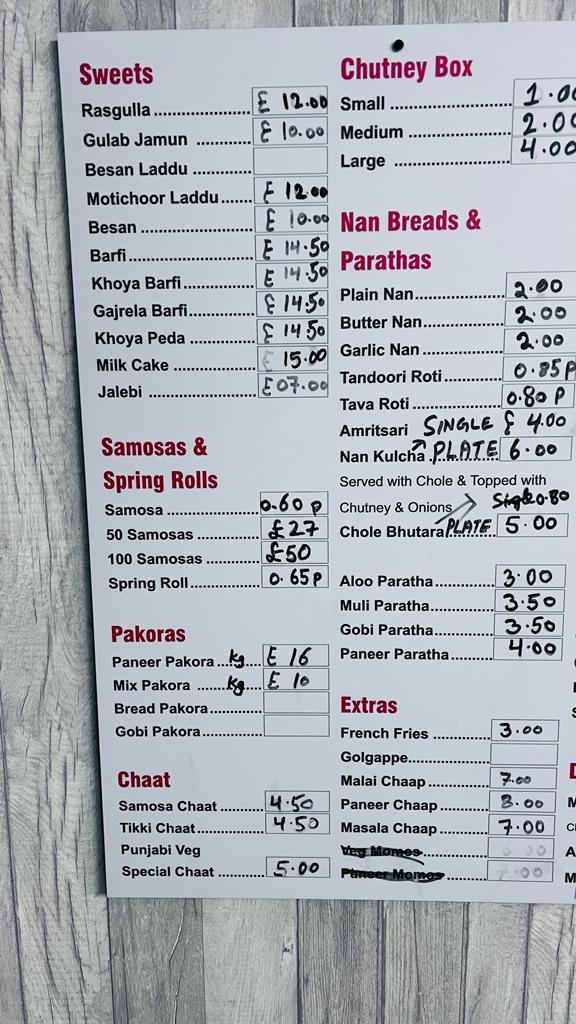 Sweets
Rasgulla ........................ £ 12.00
Gulab Jamun ............. £ 10.00
Besan Laddu ..............
Motichoor Laddu....... £ 12.00
Besan ........................... £ 10.00
Barfi.............................. £ 14.50
Khoya Barfi.................. £ 14.50
Gajrela Barfi................. £ 14.50
Khoya Peda ................ £ 14.50
Milk Cake .................... £ 15.00
Jalebi ........................... £07.00
Samosas &
Spring Rolls
Samosa ....................... 0.60 p
50 Samosas ................ £27
100 Samosas .............. £50
Spring Roll.................. 0.65p
Pakoras
Paneer Pakora ..kg.... £ 16
Mix Pakora .......kg.... £ 10
Bread Pakora.............
Gobi Pakora...............
Chaat
Samosa Chaat ........... 4.50
Tikki Chaat................ 4.50
Punjabi Veg
Special Chaat ........... 5.00
Chutney Box
Small ............................. 1.00
Medium ......................... 2.00
Large ............................ 4.00
Nan Breads &
Parathas
Plain Nan....................... 2.00
Butter Nan..................... 2.00
Garlic Nan ..................... 2.00
Tandoori Roti................ 0.85P
Tava Roti ....................... 0.80 P
Amritsari SINGLE £ 4.00
Nan Kulcha PLATE 6.00
Served with Chole & Topped with
Chutney & Onions 0.80
Chole Bhutara PLATE 5.00
Aloo Paratha................ 3.00
Muli Paratha................. 3.50
Gobi Paratha................ 3.50
Paneer Paratha............ 4.00
Extras
French Fries ................ 3.00
Golgappe......................
Malai Chaap ................. 7.00
Paneer Chaap .............. 8.00
Masala Chaap .............. 7.00
Veg Momos
Paneer Momos